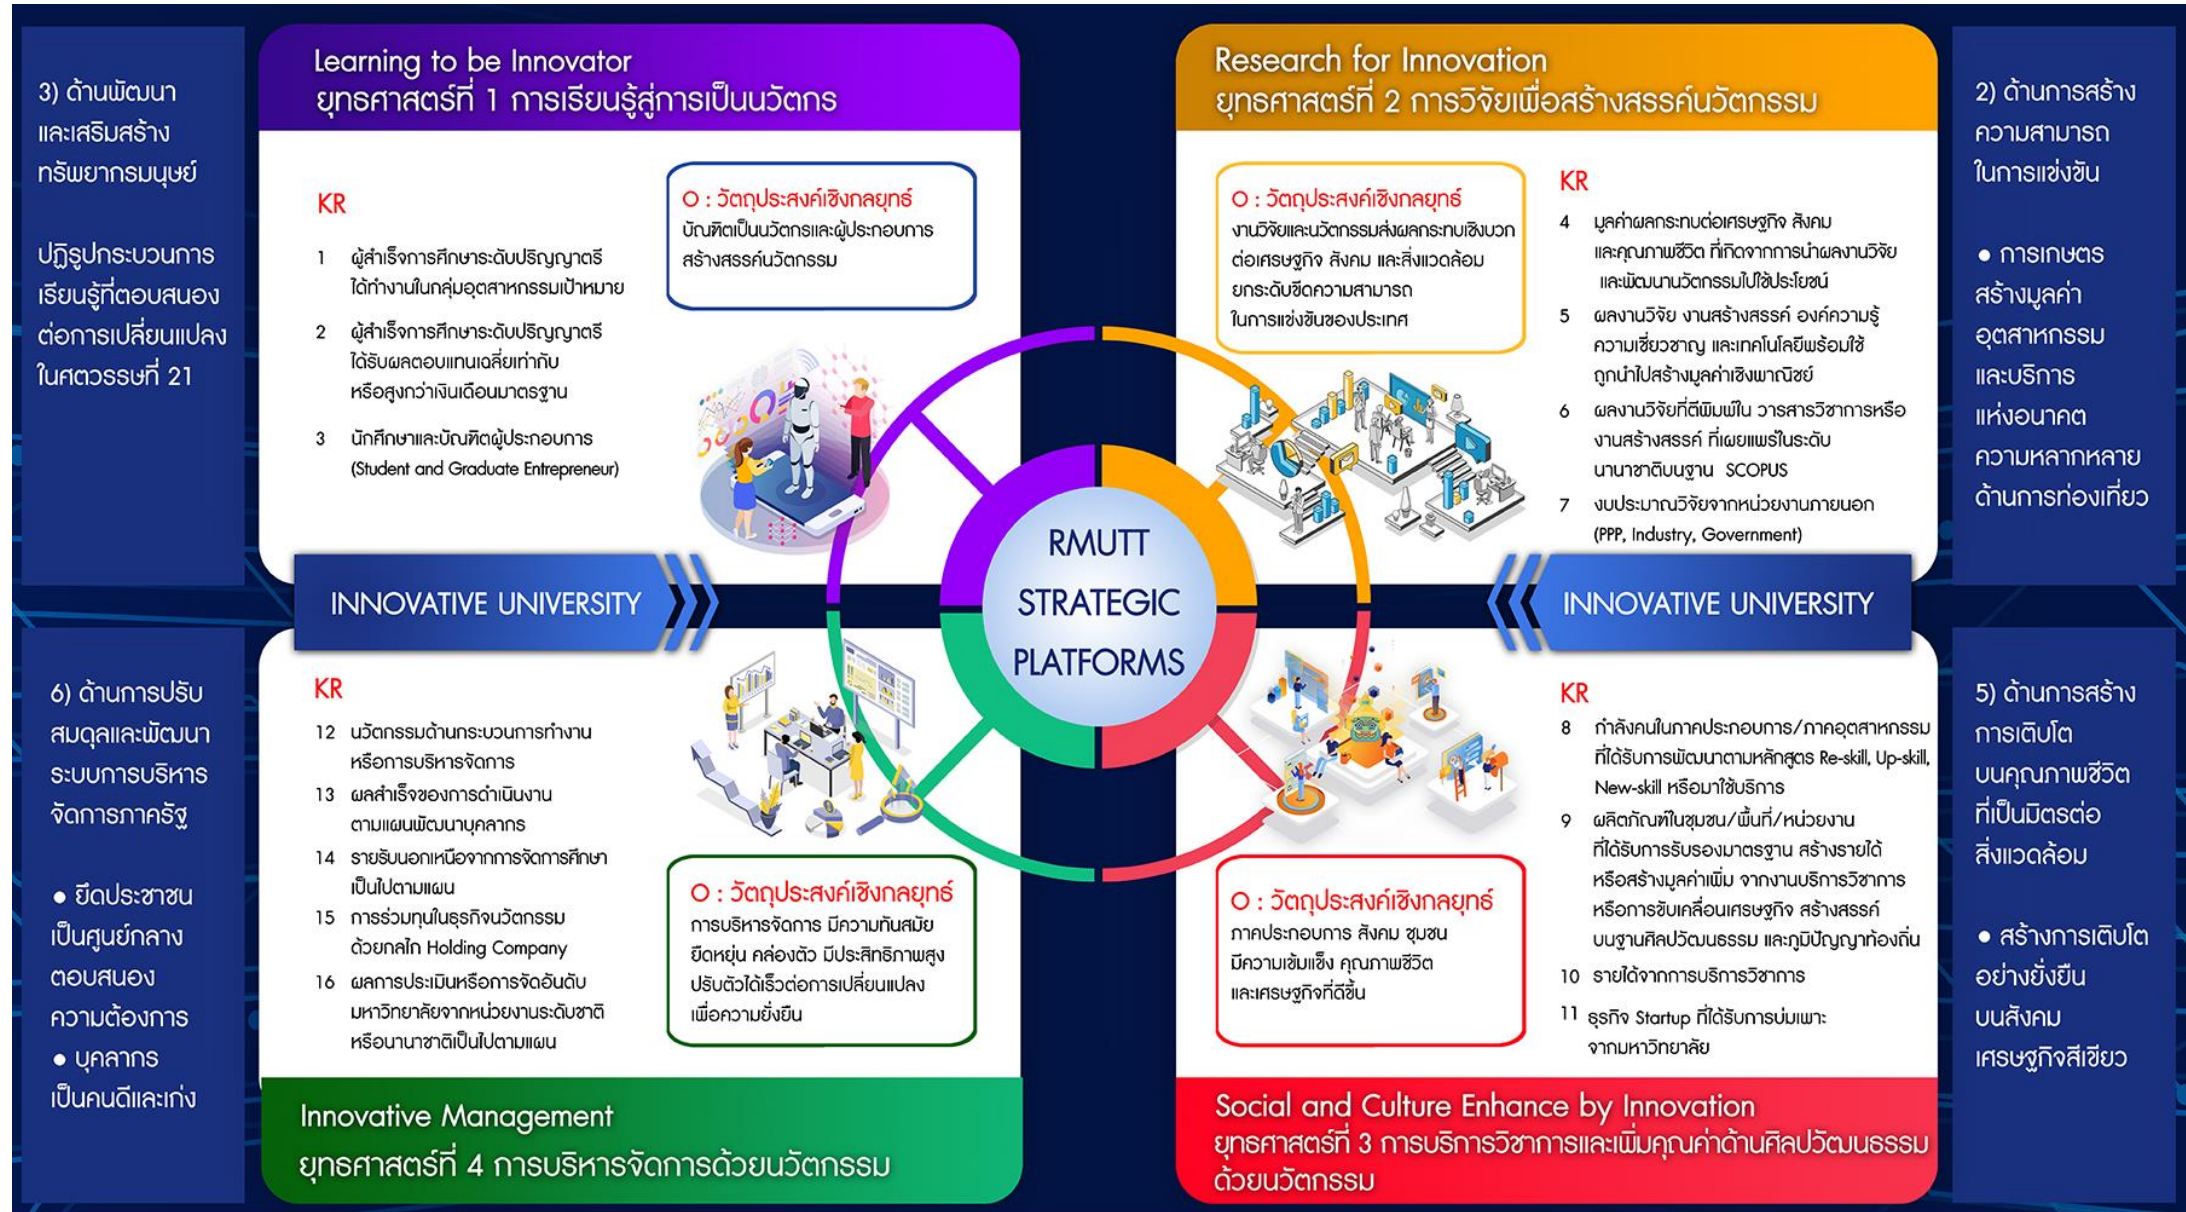 3) ด้านพัฒนา
และเสริมสร้าง
ทรัพยากรมนุษย์
ปฏิรูปกระบวนการ
เรียนรู้ที่ตอบสนอง
ต่อการเปลี่ยนแปลง
ในศตวรรษที่ 21
Learning to be Innovator
ยุทธศาสตร์ที่ 1 การเรียนรู้สู่การเป็นนวัตกร
KR
1 ผู้สำเร็จการศึกษาระดับปริญญาตรี
ได้ทำงานในกลุ่มอุตสาหกรรมเป้าหมาย
2 ผู้สำเร็จการศึกษาระดับปริญญาตรี
ได้รับผลตอบแทนเฉลี่ยเท่ากับ
หรือสูงกว่าเงินเดือนมาตรฐาน
3 นักศึกษาและบัณฑิตผู้ประกอบการ
(Student and Graduate Entrepreneur)
O : วัตถุประสงค์เชิงกลยุทธ์
บัณฑิตเป็นนวัตกรและผู้ประกอบการ
สร้างสรรค์นวัตกรรม
Research for Innovation
ยุทธศาสตร์ที่ 2 การวิจัยเพื่อสร้างสรรค์นวัตกรรม
O : วัตถุประสงค์เชิงกลยุทธ์
งานวิจัยและนวัตกรรมส่งผลกระทบเชิงบวก
ต่อเศรษฐกิจ สังคม และสิ่งแวดล้อม
ยกระดับขีดความสามารถ
ในการแข่งขันของประเทศ
KR
4 มูลค่าผลกระทบต่อเศรษฐกิจ สังคม
และคุณภาพชีวิต ที่เกิดจากการนำผลงานวิจัย
และพัฒนานวัตกรรมไปใช้ประโยชน์
5 ผลงานวิจัย งานสร้างสรรค์ องค์ความรู้
ความเชี่ยวชาญ และเทคโนโลยีพร้อมใช้
ถูกนำไปสร้างมูลค่าเชิงพาณิชย์
6 ผลงานวิจัยที่ตีพิมพ์ใน วารสารวิชาการหรือ
งานสร้างสรรค์ ที่เผยแพร่ในระดับ
นานาชาติบนฐาน SCOPUS
7 งบประมาณวิจัยจากหน่วยงานภายนอก
(PPP, Industry, Government)
2) ด้านการสร้าง
ความสามารถ
ในการแข่งขัน
● การเกษตร
สร้างมูลค่า
อุตสาหกรรม
และบริการ
แห่งอนาคต
ความหลากหลาย
ด้านการท่องเที่ยว
INNOVATIVE UNIVERSITY
RMUTT
STRATEGIC
PLATFORMS
INNOVATIVE UNIVERSITY
6) ด้านการปรับ
สมดุลและพัฒนา
ระบบการบริหาร
จัดการภาครัฐ
● ยึดประชาชน
เป็นศูนย์กลาง
ตอบสนอง
ความต้องการ
● บุคลากร
เป็นคนดีและเก่ง
KR
12 นวัตกรรมด้านกระบวนการทำงาน
หรือการบริหารจัดการ
13 ผลสำเร็จของการดำเนินงาน
ตามแผนพัฒนาบุคลากร
14 รายรับนอกเหนือจากการจัดการศึกษา
เป็นไปตามแผน
15 การร่วมทุนในธุรกิจนวัตกรรม
ด้วยกลไก Holding Company
16 ผลการประเมินหรือการจัดอันดับ
มหาวิทยาลัยจากหน่วยงานระดับชาติ
หรือนานาชาติเป็นไปตามแผน
O : วัตถุประสงค์เชิงกลยุทธ์
การบริหารจัดการ มีความทันสมัย
ยืดหยุ่น คล่องตัว มีประสิทธิภาพสูง
ปรับตัวได้เร็วต่อการเปลี่ยนแปลง
เพื่อความยั่งยืน
Innovative Management
ยุทธศาสตร์ที่ 4 การบริหารจัดการด้วยนวัตกรรม
O : วัตถุประสงค์เชิงกลยุทธ์
ภาคประกอบการ สังคม ชุมชน
มีความเข้มแข็ง คุณภาพชีวิต
และเศรษฐกิจที่ดีขึ้น
KR
8 กำลังคนในภาคประกอบการ/ภาคอุตสาหกรรม
ที่ได้รับการพัฒนาตามหลักสูตร Re-skill, Up-skill,
New-skill หรือมาใช้บริการ
9 ผลิตภัณฑ์ในชุมชน/พื้นที่/หน่วยงาน
ที่ได้รับการรับรองมาตรฐาน สร้างรายได้
หรือสร้างมูลค่าเพิ่ม จากงานบริการวิชาการ
หรือการขับเคลื่อนเศรษฐกิจ สร้างสรรค์
บนฐานศิลปวัฒนธรรม และภูมิปัญญาท้องถิ่น
10 รายได้จากการบริการวิชาการ
11 ธุรกิจ Startup ที่ได้รับการบ่มเพาะ
จากมหาวิทยาลัย
Social and Culture Enhance by Innovation
ยุทธศาสตร์ที่ 3 การบริการวิชาการและเพิ่มคุณค่าด้านศิลปวัฒนธรรม
ด้วยนวัตกรรม
5) ด้านการสร้าง
การเติบโต
บนคุณภาพชีวิต
ที่เป็นมิตรต่อ
สิ่งแวดล้อม
● สร้างการเติบโต
อย่างยั่งยืน
บนสังคม
เศรษฐกิจสีเขียว